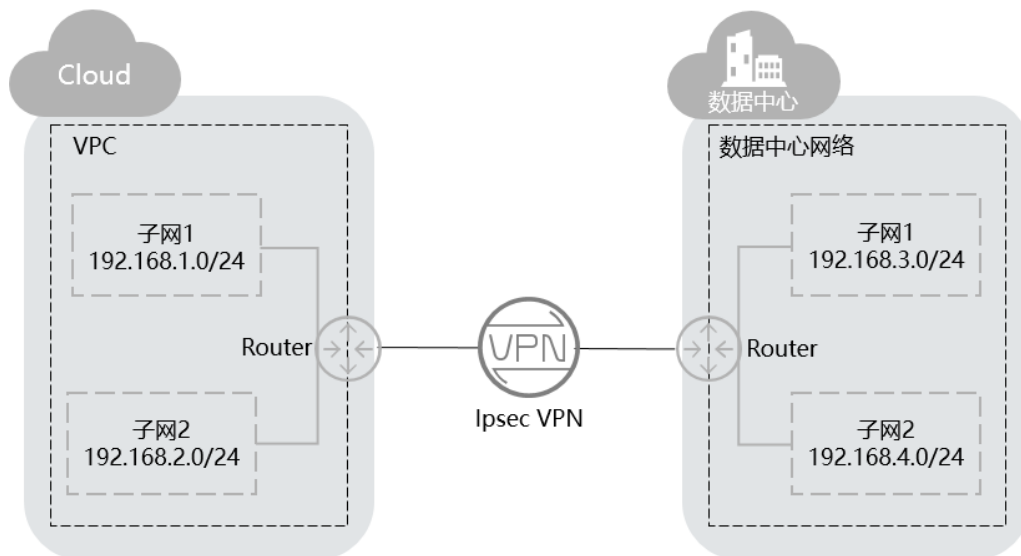 Cloud
数据中心
VPC
数据中心网络
子网1
192.168.1.0/24
子网1
192.168.3.0/24
Router
VPN
Router
Ipsec VPN
子网2
192.168.2.0/24
子网2
192.168.4.0/24